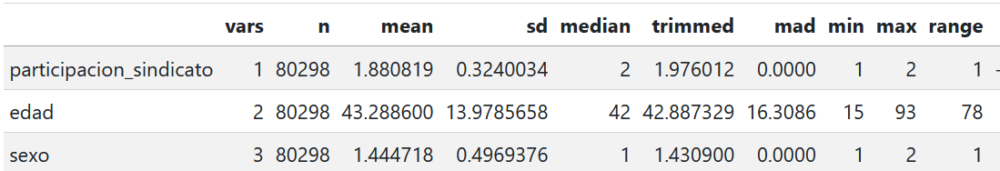 vars n mean sd median trimmed mad min max range
participacion_sindicato 1 80298 1.880819 0.3240034 2 1.976012 0.0000 1 2 1 -
edad 2 80298 43.288600 13.9785658 42 42.887329 16.3086 15 93 78
sexo 3 80298 1.444718 0.4969376 1 1.430900 0.0000 1 2 1